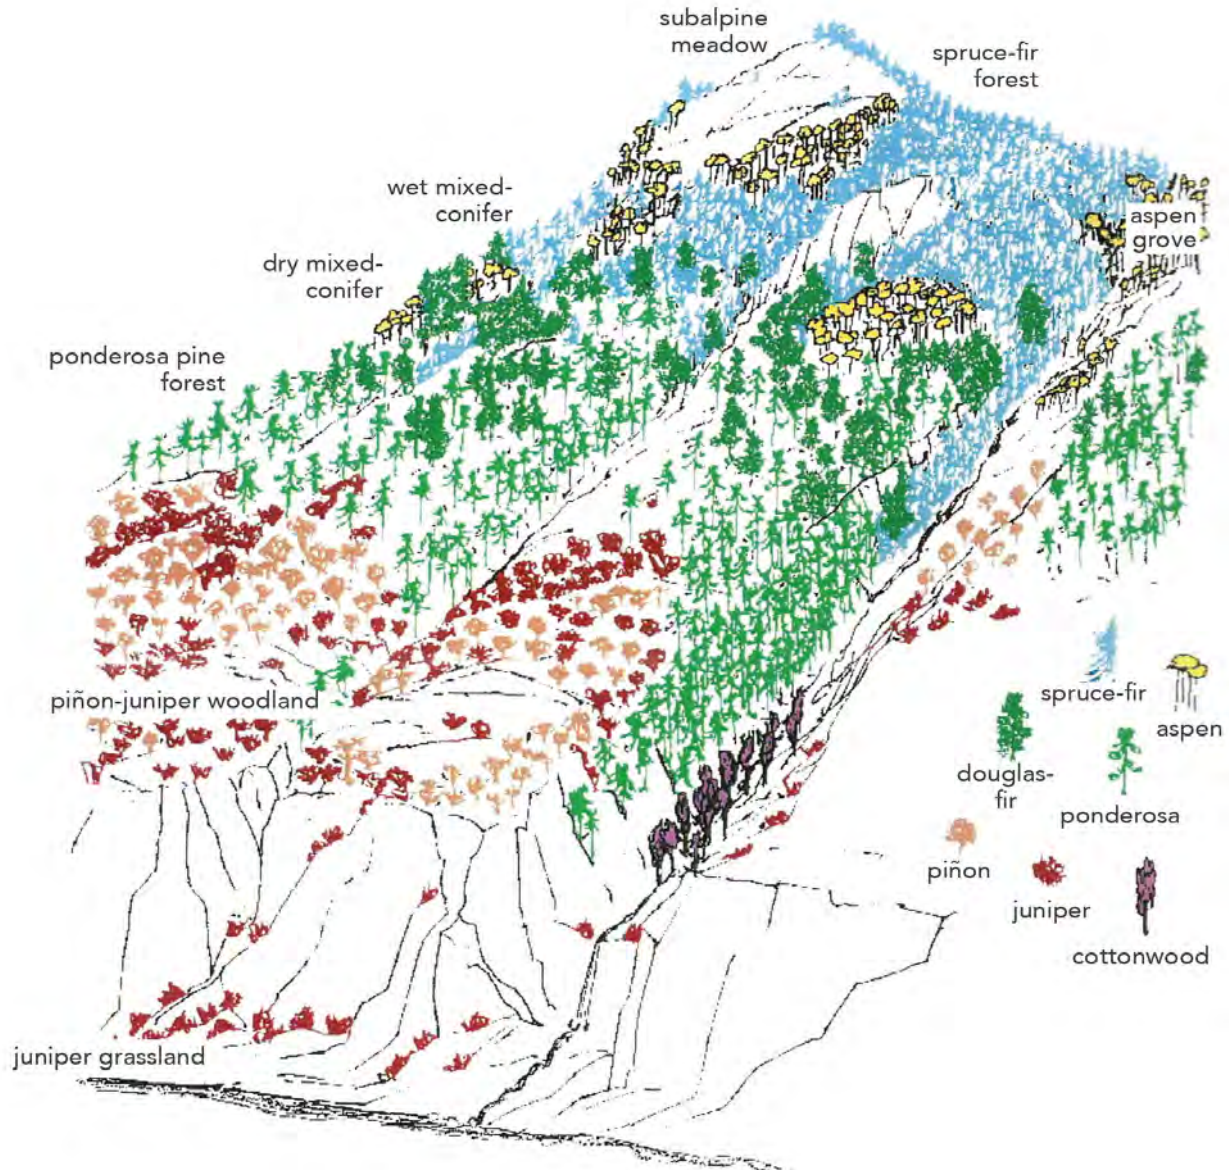 subalpine
meadow
spruce-fir
forest
wet mixed-
conifer
aspen
grove
dry mixed-
conifer
ponderosa pine
forest
piñon-juniper woodland
spruce-fir
aspen
douglas-
fir
ponderosa
piñon
juniper
cottonwood
juniper grassland